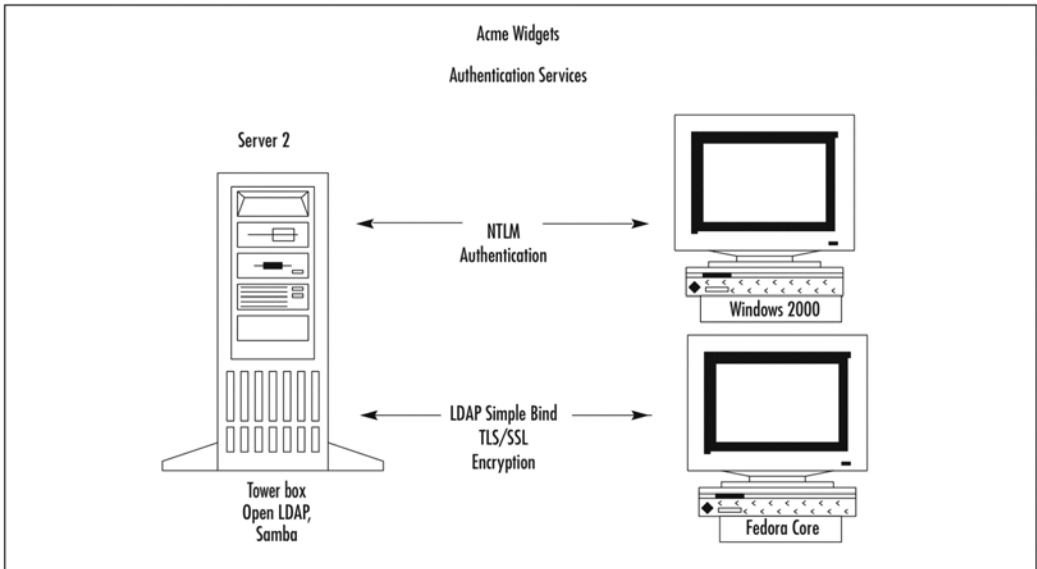 Acme Widgets
Authentication Services
Server 2
NTLM
Authentication
Windows 2000
LDAP Simple Bind
TLS/SSL
Encryption
Tower box
Open LDAP,
Samba
Fedora Core